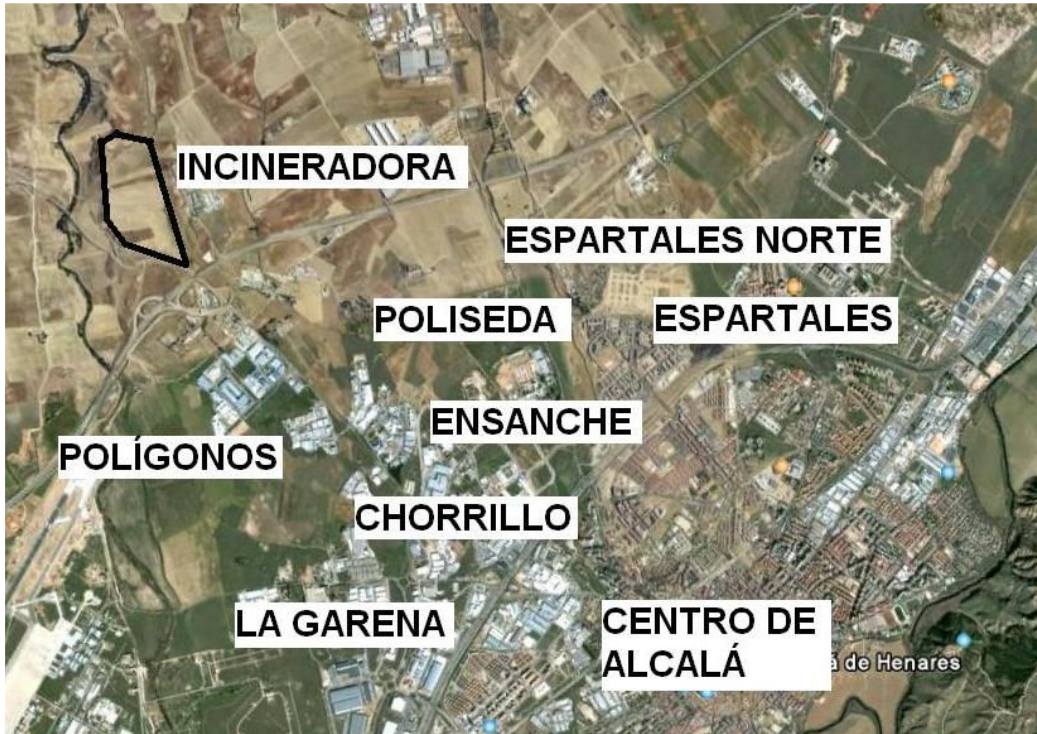 INCINERADORA
ESPARTALES NORTE
POLISEDA
ESPARTALES
ENSANCHE
POLÍGONOS
CHORRILLO
LA GARENA
CENTRO DE
ALCALÁ
á de Henares